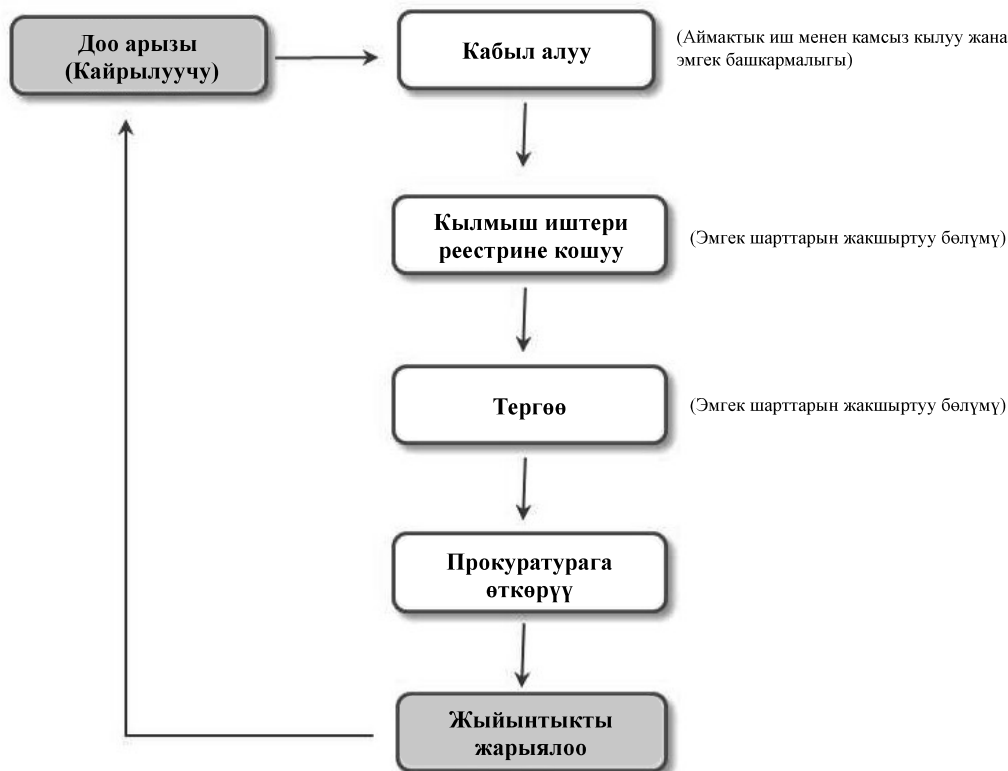 Доо арызы
(Кайрылуучу)
Кабыл алуу
(Аймактык иш менен камсыз кылуу жана
эмгек башкармалыгы)
Кылмыш иштери
реестрине кошуу
(Эмгек шарттарын жакшыртуу бөлүмү)
Тергөө
(Эмгек шарттарын жакшыртуу бөлүмү)
Прокуратурага
өткөрүү
Жыйынтыкты
жарыялоо